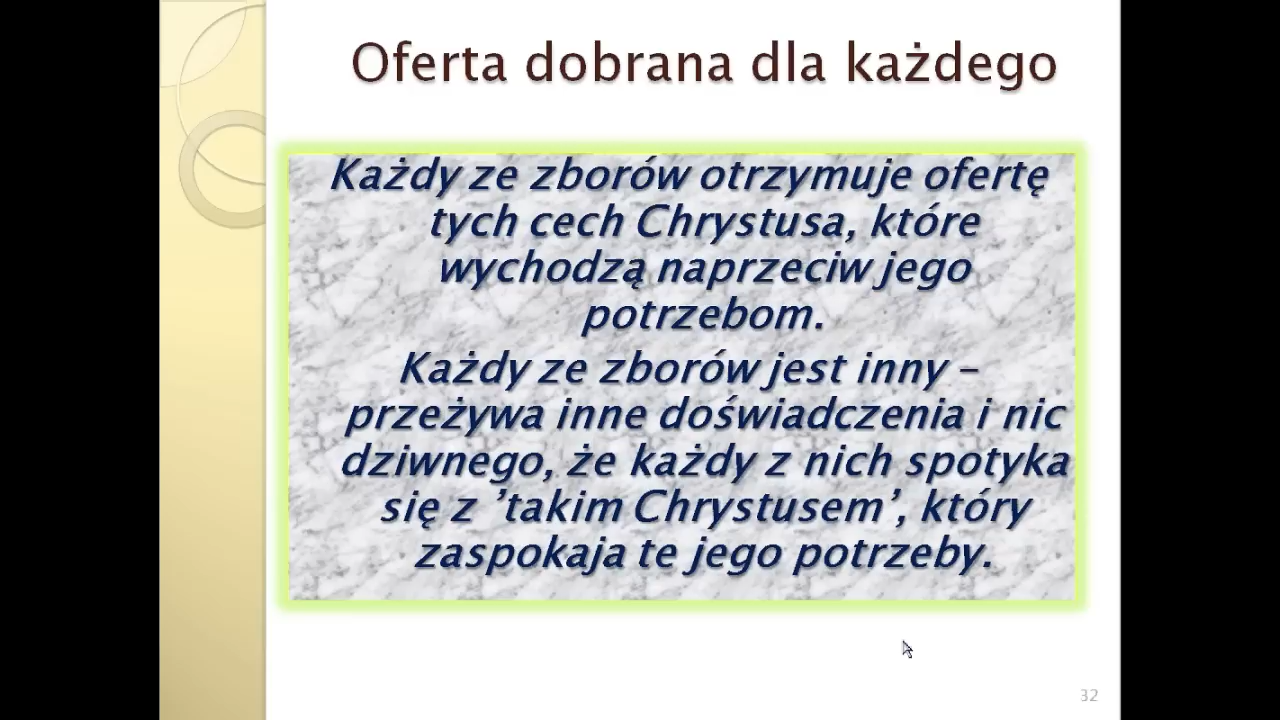 Oferta dobrana dla każdego
Każdy ze zborów otrzymuje ofertę
tych cech Chrystusa, które
wychodzą naprzeciw jego
potrzebom.
Każdy ze zborów jest inny –
przeżywa inne doświadczenia i nic
dziwnego, że każdy z nich spotyka
się z ’takim Chrystusem’, który
zaspokaja te jego potrzeby.
32